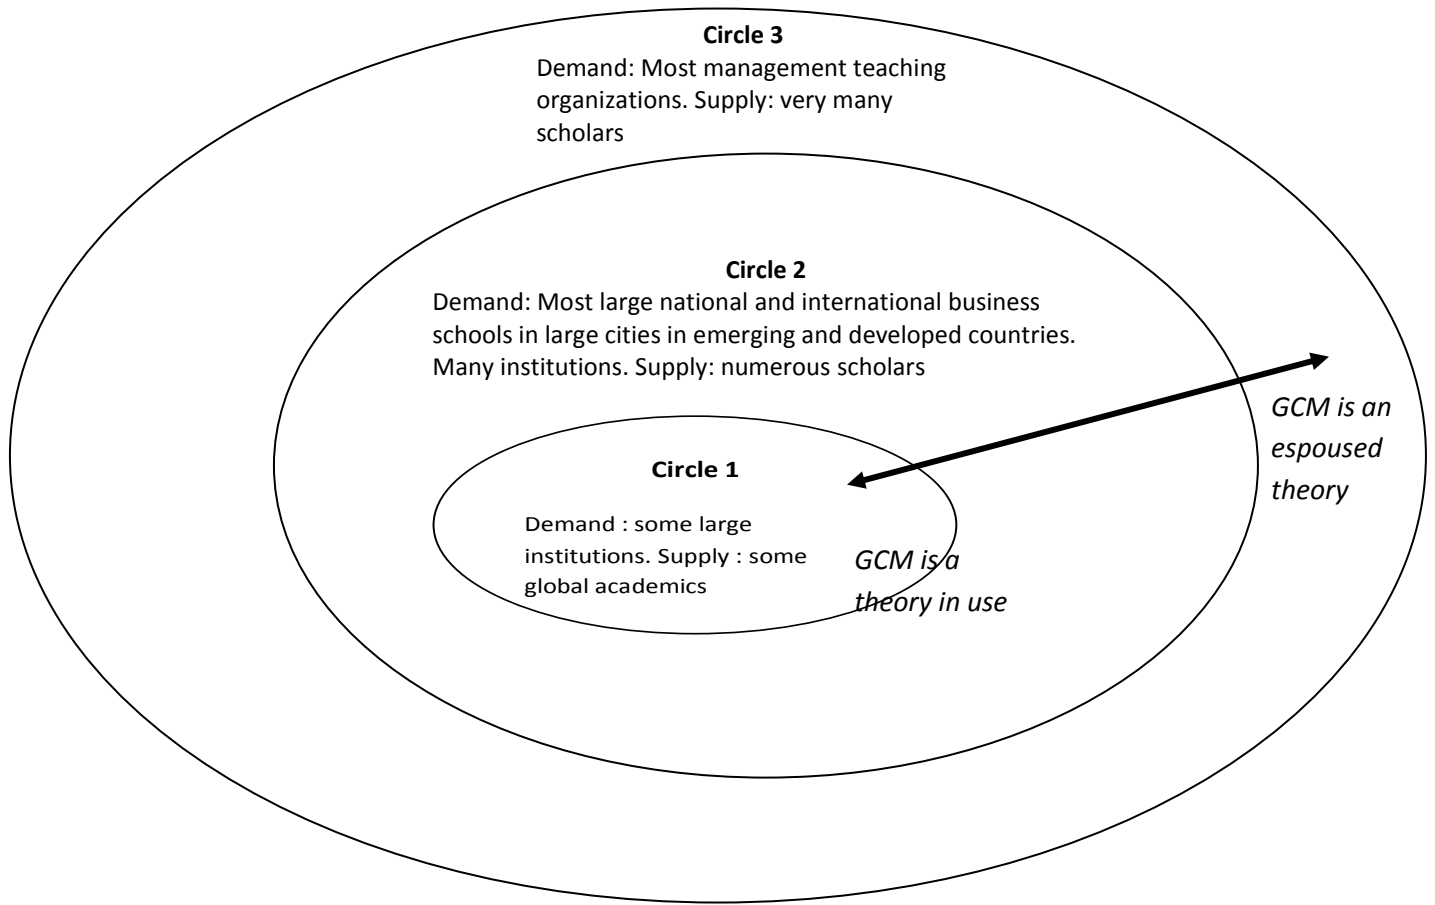 Circle 3
Demand: Most management teaching
organizations. Supply: very many
scholars
Circle 2
Demand: Most large national and international business
schools in large cities in emerging and developed countries.
Many institutions. Supply: numerous scholars
GCM is an
espoused
theory
Circle 1
Demand : some large
institutions. Supply : some
global academics
GCM is a
theory in use